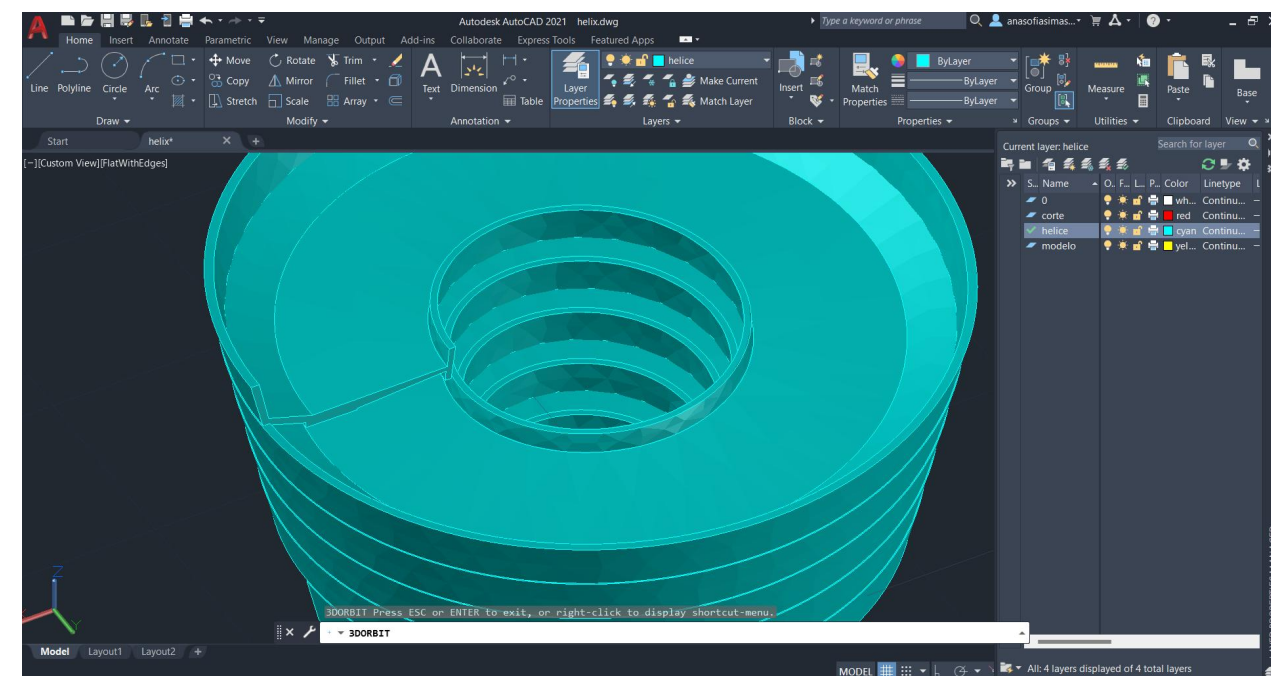 Autodesk AutoCAD 2021 helix.dwg
Type a keyword or phrase
anasofiasimas...
Home Insert Annotate Parametric View Manage Output Add-ins Collaborate Express Tools Featured Apps
Line Polyline Circle Arc
Move Rotate Trim
Copy Mirror Fillet
Stretch Scale Array
Text Dimension
Table
Layer Properties
helice
Make Current
Match Layer
Insert
Match Properties
ByLayer
ByLayer
ByLayer
Group
Measure
Paste
Base
Draw Modify Annotation Layers Block Properties Groups Utilities Clipboard View
Start helix*
[-][Custom View][FlatWithEdges]
Current layer: helice
Search for layer
S.. Name O.. F... L... P... Color Linetype L
0 wh... Continu...
corte red Continu...
helice cyan Continu...
modelo yel... Continu...
Z
Y
3DORBIT Press ESC or ENTER to exit, or right-click to display shortcut-menu.
3DORBIT
Model Layout1 Layout2 +
MODEL
All: 4 layers displayed of 4 total layers